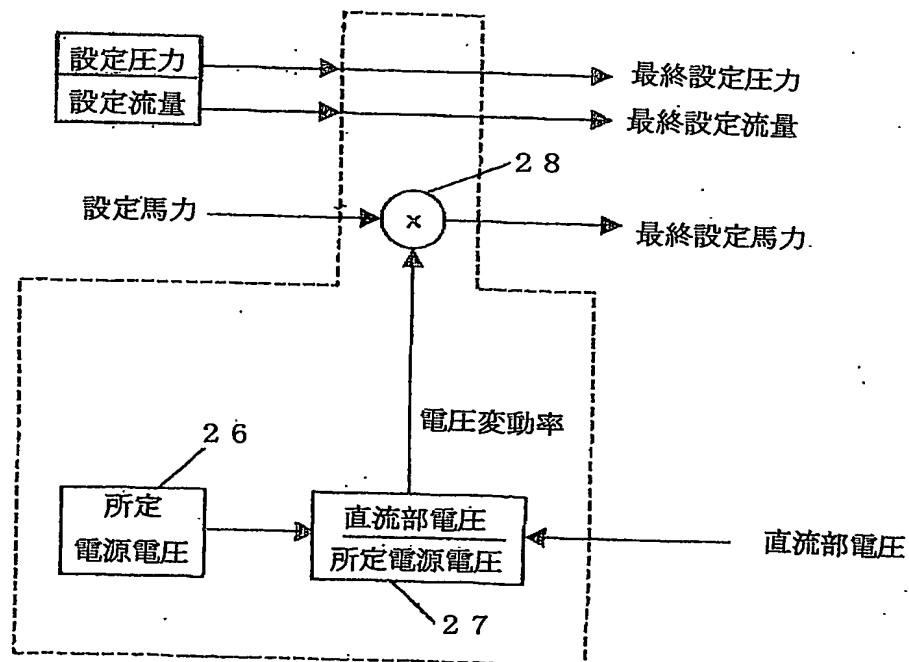 設定圧力
最終設定圧力
設定流量
最終設定流量
２８
設定馬力
×
最終設定馬力
電圧変動率
２６
所定
電源電圧
直流部電圧
所定電源電圧
直流部電圧
２７